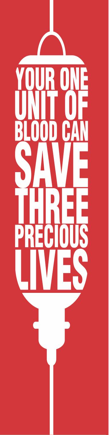 YOUR ONE
UNIT OF
BLOOD CAN
SAVE
THREE
PRECIOUS
LIVES